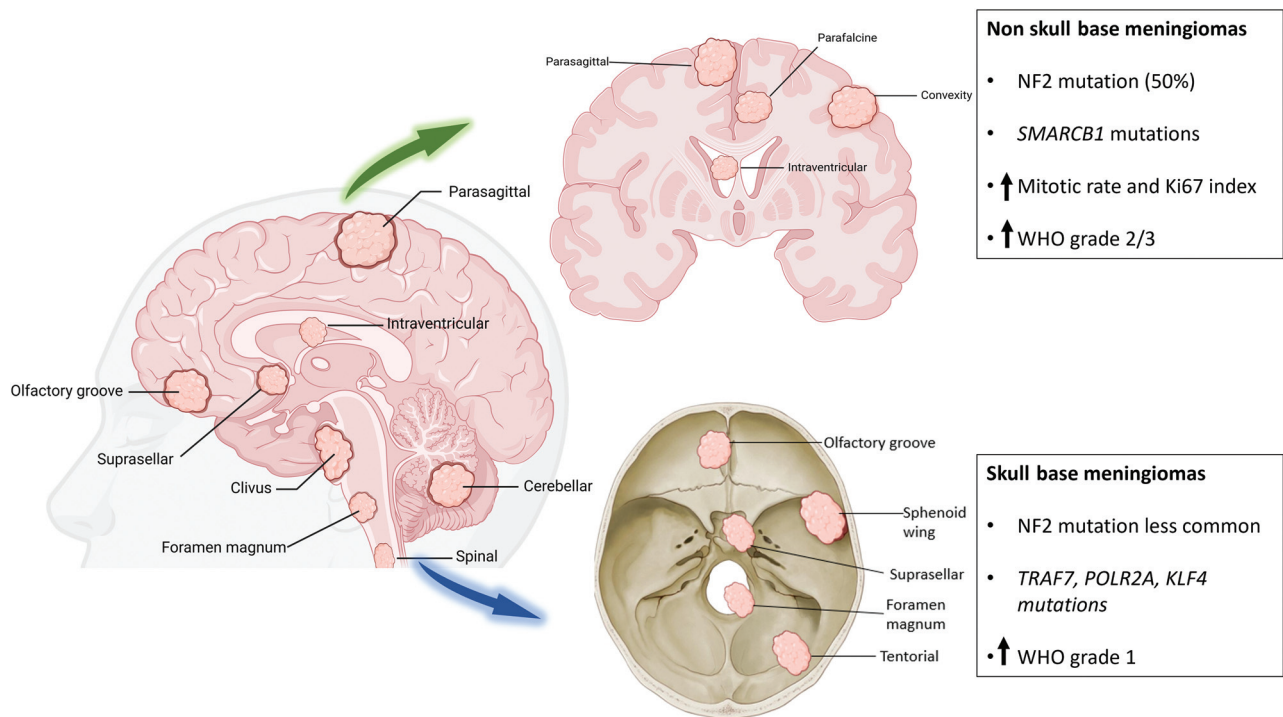 Parasagittal
Intraventricular
Olfactory groove
Suprasellar
Clivus
Cerebellar
Foramen magnum
Spinal
Parafalcine
Parasagittal
Convexity
Intraventricular
Non skull base meningiomas
• NF2 mutation (50%)
• SMARCB1 mutations
• ↑ Mitotic rate and Ki67 index
• ↑ WHO grade 2/3
Olfactory groove
Sphenoid
wing
Suprasellar
Foramen
magnum
Tentorial
Skull base meningiomas
• NF2 mutation less common
• TRAF7, POLR2A, KLF4
mutations
• ↑ WHO grade 1